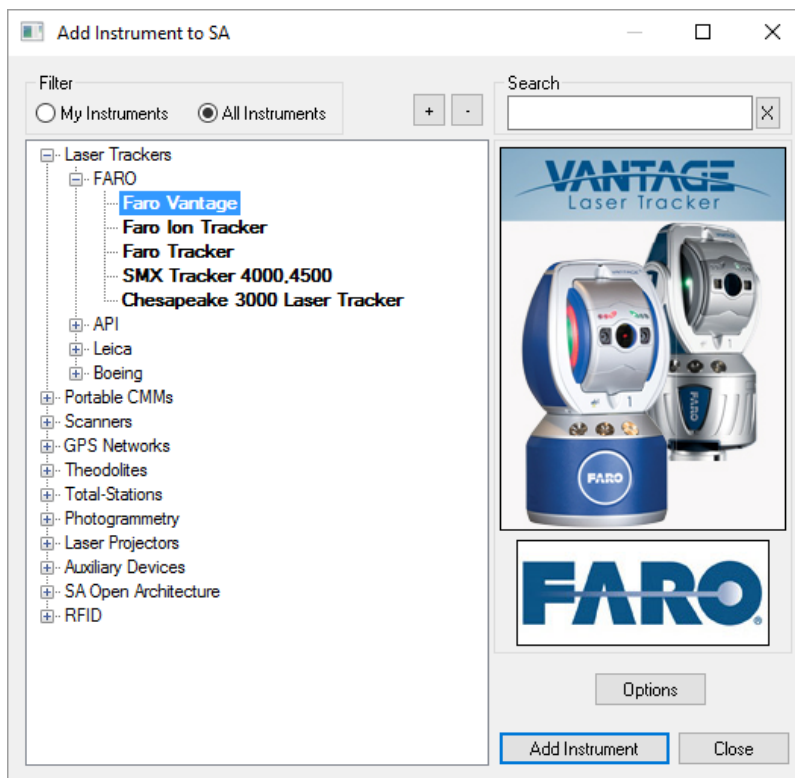 Add Instrument to SA
Filter
My Instruments All Instruments
+ -
Search
X
Laser Trackers
FARO
Faro Vantage
Faro Ion Tracker
Faro Tracker
SMX Tracker 4000,4500
Chesapeake 3000 Laser Tracker
API
Leica
Boeing
Portable CMMs
Scanners
GPS Networks
Theodolites
Total-Stations
Photogrammetry
Laser Projectors
Auxiliary Devices
SA Open Architecture
RFID
VANTAGE
Laser Tracker
VANTAGE
1
FARO
FARO
1
FARO
Options
Add Instrument Close